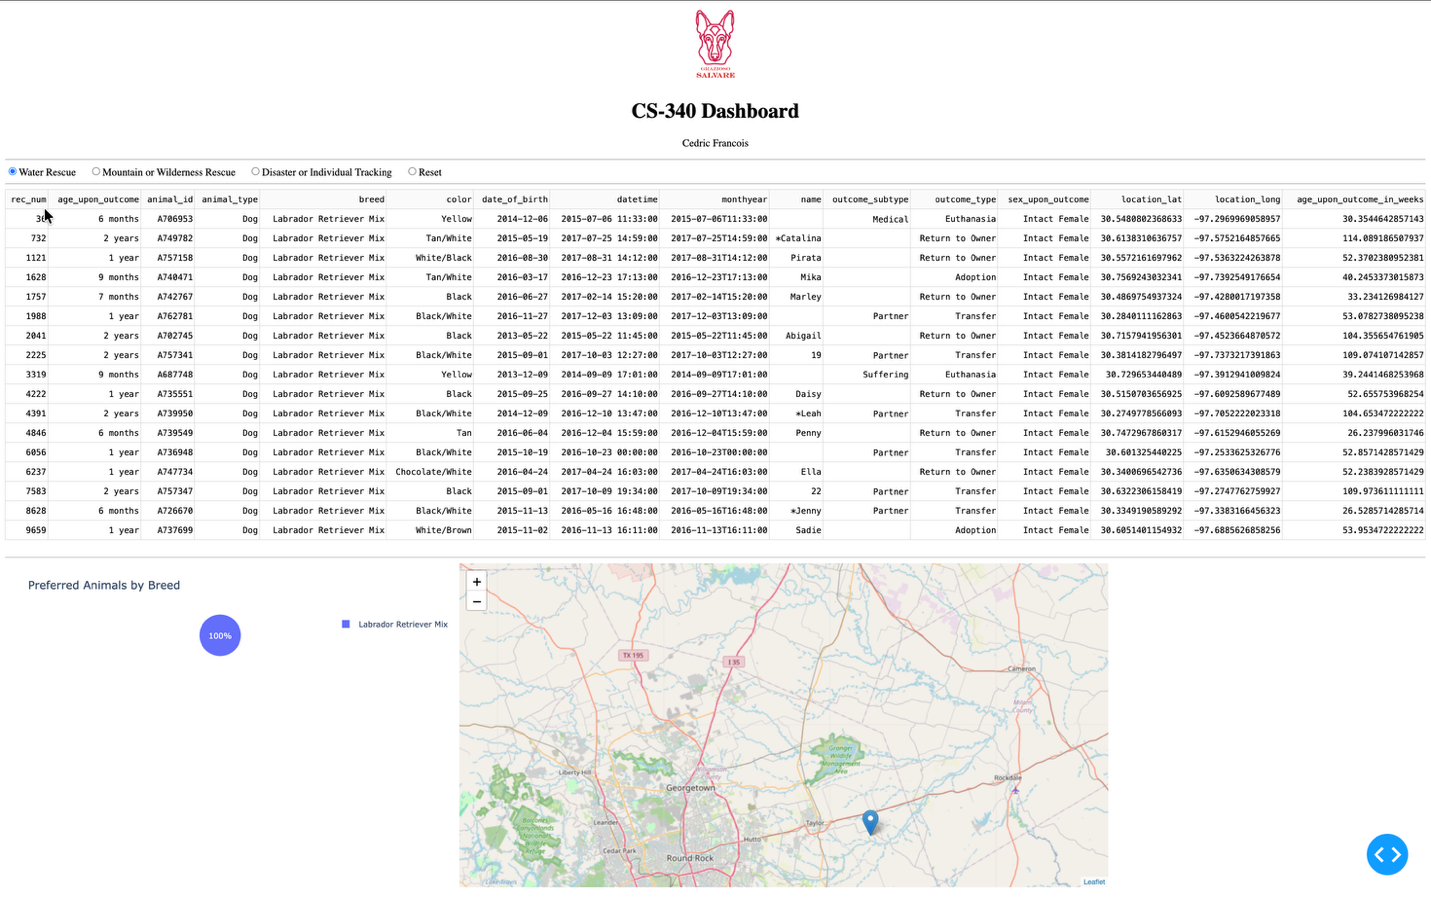 GRAZIOSO
SALVARE
CS-340 Dashboard
Cedric Francois
Water Rescue Mountain or Wilderness Rescue Disaster or Individual Tracking Reset
rec_num age_upon_outcome animal_id animal_type breed color date_of_birth datetime monthyear name outcome_subtype outcome_type sex_upon_outcome location_lat location_long age_upon_outcome_in_weeks
6 months A706953 Dog Labrador Retriever Mix Yellow 2014-12-06 2015-07-06 11:33:00 2015-07-06T11:33:00 Medical Euthanasia Intact Female 30.5480802368633 -97.2969969058957 30.3544642857143
732 2 years A749782 Dog Labrador Retriever Mix Tan/White 2015-05-19 2017-07-25 14:59:00 2017-07-25T14:59:00 *Catalina Return to Owner Intact Female 30.6138310636757 -97.5752164857665 114.089186507937
1121 1 year A757158 Dog Labrador Retriever Mix White/Black 2016-08-30 2017-08-31 14:12:00 2017-08-31T14:12:00 Pirata Return to Owner Intact Female 30.5572161697962 -97.5363224263878 52.3702380952381
1628 9 months A740471 Dog Labrador Retriever Mix Tan/White 2016-03-17 2016-12-23 17:13:00 2016-12-23T17:13:00 Mika Adoption Intact Female 30.7569243032341 -97.7392549176654 40.2453373015873
1757 7 months A742767 Dog Labrador Retriever Mix Black 2016-06-27 2017-02-14 15:20:00 2017-02-14T15:20:00 Marley Return to Owner Intact Female 30.4869754937324 -97.4280017197358 33.234126984127
1988 1 year A762781 Dog Labrador Retriever Mix Black/White 2016-11-27 2017-12-03 13:09:00 2017-12-03T13:09:00 Partner Transfer Intact Female 30.2840111162863 -97.4600542219677 53.0782738095238
2041 2 years A702745 Dog Labrador Retriever Mix Black 2013-05-22 2015-05-22 11:45:00 2015-05-22T11:45:00 Abigail Return to Owner Intact Female 30.7157941956301 -97.4523664870572 104.355654761905
2225 2 years A757341 Dog Labrador Retriever Mix Black/White 2015-09-01 2017-10-03 12:27:00 2017-10-03T12:27:00 19 Partner Transfer Intact Female 30.3814182796497 -97.7373217391863 109.074107142857
3319 9 months A687748 Dog Labrador Retriever Mix Yellow 2013-12-09 2014-09-09 17:01:00 2014-09-09T17:01:00 Suffering Euthanasia Intact Female 30.729653440489 -97.3912941009824 39.2441468253968
4222 1 year A735551 Dog Labrador Retriever Mix Black 2015-09-25 2016-09-27 14:10:00 2016-09-27T14:10:00 Daisy Return to Owner Intact Female 30.5150703656925 -97.6092589677489 52.655753968254
4391 2 years A739950 Dog Labrador Retriever Mix Black/White 2014-12-09 2016-12-10 13:47:00 2016-12-10T13:47:00 *Leah Partner Transfer Intact Female 30.2749778566093 -97.7052222023318 104.653472222222
4846 6 months A739549 Dog Labrador Retriever Mix Tan 2016-06-04 2016-12-04 15:59:00 2016-12-04T15:59:00 Penny Return to Owner Intact Female 30.7472967860317 -97.6152946055269 26.237996031746
6056 1 year A736948 Dog Labrador Retriever Mix Black/White 2015-10-19 2016-10-23 00:00:00 2016-10-23T00:00:00 Partner Transfer Intact Female 30.601325440225 -97.2533625326776 52.8571428571429
6237 1 year A747734 Dog Labrador Retriever Mix Chocolate/White 2016-04-24 2017-04-24 16:03:00 2017-04-24T16:03:00 Ella Return to Owner Intact Female 30.3400696542736 -97.6350634308579 52.2383928571429
7583 2 years A757347 Dog Labrador Retriever Mix Black 2015-09-01 2017-10-09 19:34:00 2017-10-09T19:34:00 22 Partner Transfer Intact Female 30.6322306158419 -97.2747762759927 109.973611111111
8628 6 months A726670 Dog Labrador Retriever Mix Black/White 2015-11-13 2016-05-16 16:48:00 2016-05-16T16:48:00 *Jenny Partner Transfer Intact Female 30.3349190589292 -97.3383166456323 26.5285714285714
9659 1 year A737699 Dog Labrador Retriever Mix White/Brown 2015-11-02 2016-11-13 16:11:00 2016-11-13T16:11:00 Sadie Adoption Intact Female 30.6051401154932 -97.6885626858256 53.9534722222222
Preferred Animals by Breed
100%
Labrador Retriever Mix
+
−
TX 195
I 35
Cameron
Milam
County
Granger
Wildlife
Management
Area
Liberty Hill
Williamson
County
Georgetown
Rockdale
Balcones
Canyonlands
National
Wildlife
Refuge
Leander
Taylor
Hutto
Cedar Park
Round Rock
Lake Travis
Leaflet